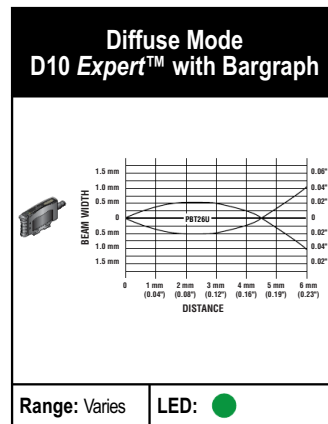 Diffuse Mode
D10 Expert™ with Bargraph
1.5 mm
1.0 mm
0.5 mm
0
0.5 mm
1.0 mm
1.5 mm
BEAM WIDTH
PBT26U
0.06"
0.04"
0.02"
0
0.02"
0.04"
0.02"
0 1 mm 2 mm 3 mm 4 mm 5 mm 6 mm
(0.04") (0.08") (0.12") (0.16") (0.19") (0.23")
DISTANCE
Range: Varies
LED: